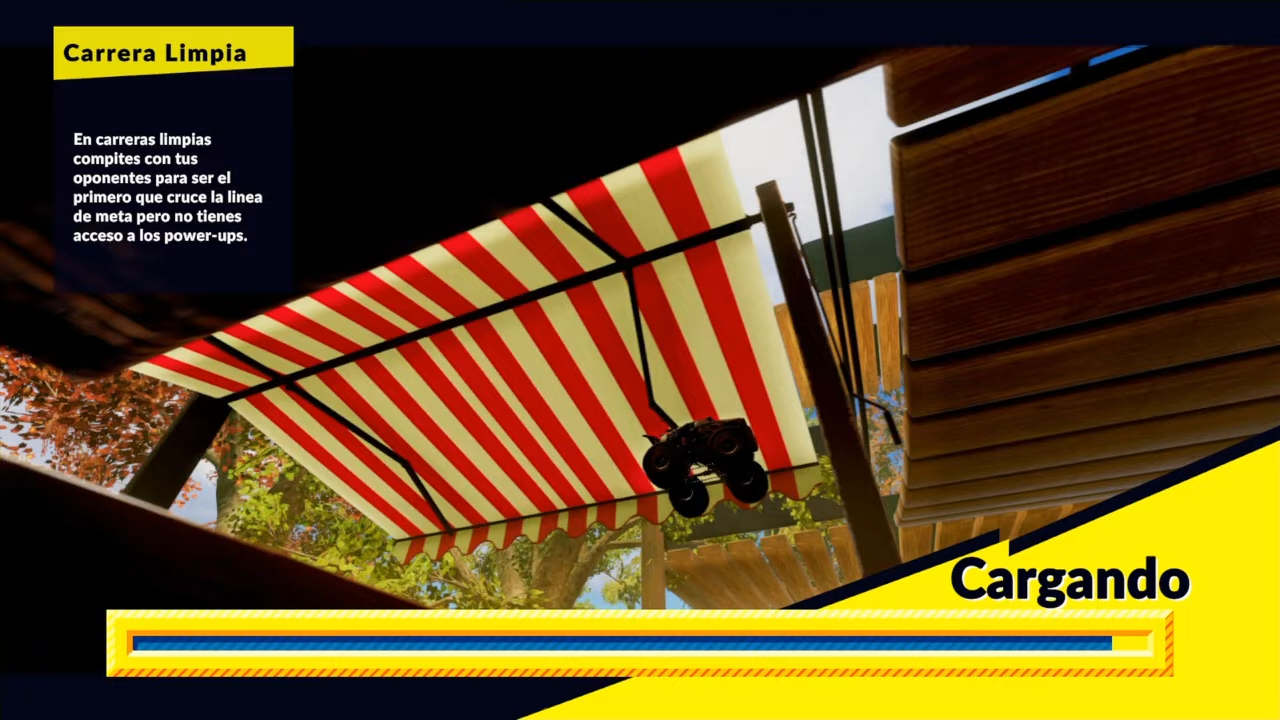 Carrera Limpia
En carreras limpias
compites con tus
oponentes para ser el
primero que cruce la linea
de meta pero no tienes
acceso a los power-ups.
Cargando